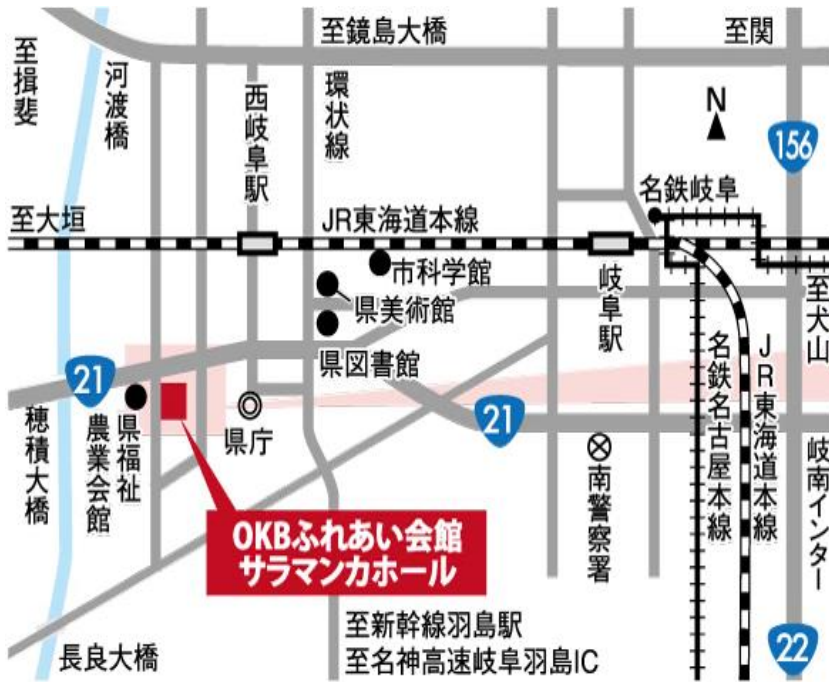 至鏡島大橋
至関
至揖斐
河渡橋
西岐阜駅
環状線
N
156
名鉄岐阜
至大垣
JR東海道本線
市科学館
県美術館
岐阜駅
至犬山
県図書館
21
県庁
21
穂積大橋
県福祉
農業会館
名鉄名古屋本線
JR東海道本線
南警察署
岐南インター
OKBふれあい会館
サラマンカホール
長良大橋
至新幹線羽島駅
至名神高速岐阜羽島IC
22